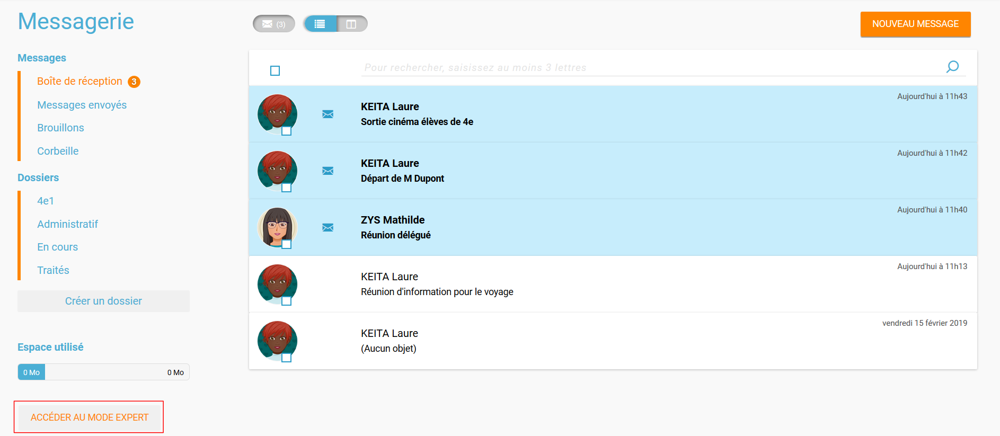 Messagerie
(3)
NOUVEAU MESSAGE
Messages
Boîte de réception 3
Messages envoyés
Brouillons
Corbeille
Dossiers
4e1
Administratif
En cours
Traités
Créer un dossier
Espace utilisé
0 Mo 0 Mo
ACCÉDER AU MODE EXPERT
Pour rechercher, saisissez au moins 3 lettres
Aujourd'hui à 11h43
KEITA Laure
Sortie cinéma élèves de 4e
Aujourd'hui à 11h42
KEITA Laure
Départ de M Dupont
Aujourd'hui à 11h40
ZYS Mathilde
Réunion délégué
Aujourd'hui à 11h13
KEITA Laure
Réunion d'information pour le voyage
vendredi 15 février 2019
KEITA Laure
(Aucun objet)